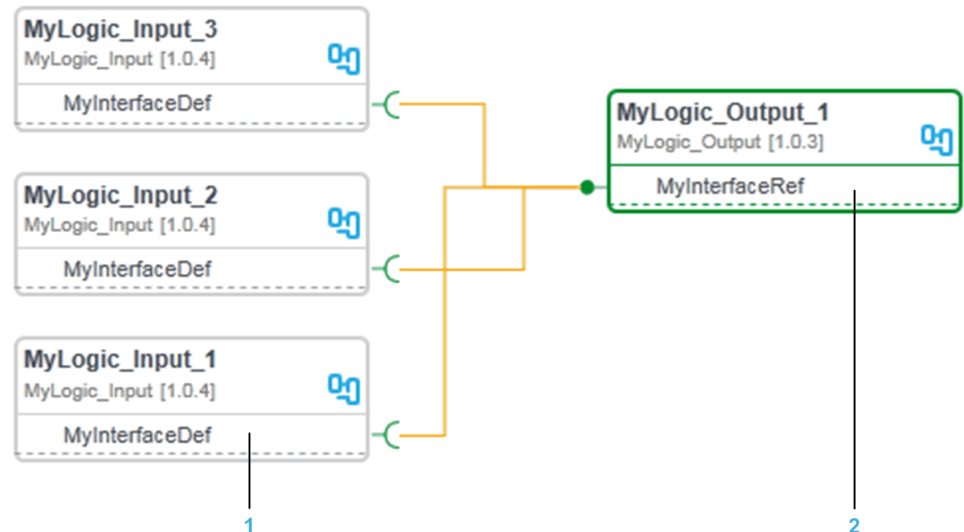 MyLogic_Input_3
MyLogic_Input [1.0.4]
MyInterfaceDef
MyLogic_Output_1
MyLogic_Output [1.0.3]
MyInterfaceRef
MyLogic_Input_2
MyLogic_Input [1.0.4]
MyInterfaceDef
MyLogic_Input_1
MyLogic_Input [1.0.4]
MyInterfaceDef
1
2